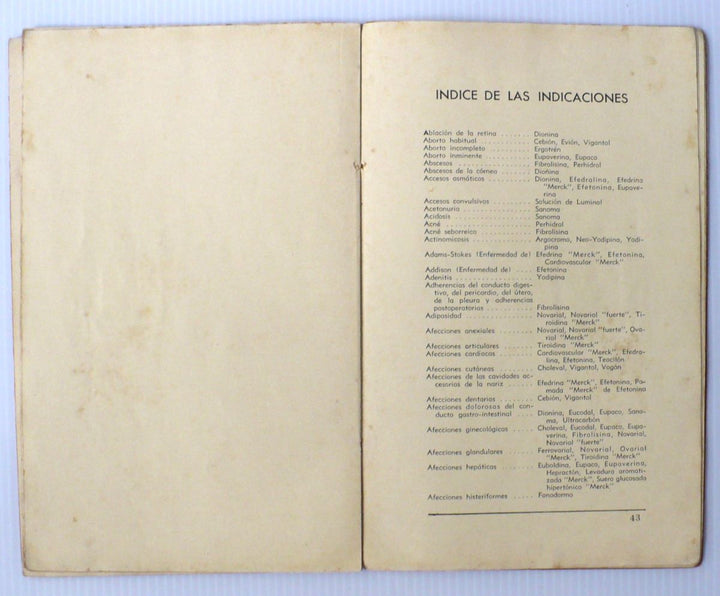 INDICE DE LAS INDICACIONES
Ablación de la retina ....... Dionina
Aborto habitual ............ Cebión, Evión, Vigantol
Aborto incompleto ........... Ergotrén
Aborto inminente ........... Eupaverina, Eupaco
Abscesos .................. Fibrolisina, Perhidrol
Abscesos de la córnea ....... Dionina
Accesos asmáticos .......... Dionina, Efedralina, Efedrina
"Merck", Efetonina, Eupave-
rina
Accesos convulsivos ......... Solución de Luminal
Acetonuria ................. Sanoma
Acidosis ................... Sanoma
Acné ..................... Perhidrol
Acné seborreica ............ Fibrolisina
Actinomicosis .............. Argocromo, Neo-Yodipina, Yodi-
pina
Adams-Stokes (Enfermedad de) Efedrina "Merck", Efetonina,
Cardiovascular "Merck"
Addison (Enfermedad de) .... Efetonina
Adenitis ................... Yodipina
Adherencias del conducto diges-
tivo, del pericardio, del útero,
de la pleura y adherencias
postoperatorias ........... Fibrolisina
Adiposidad ................. Novarial, Novarial "fuerte", Ti-
roidina "Merck"
Afecciones anexiales ........ Novarial, Novarial "fuerte", Ova-
rial "Merck"
Afecciones articulares ....... Tiroidina "Merck"
Afecciones cardíacas ........ Cardiovascular "Merck", Efedra-
lina, Efetonina, Teocilón
Afecciones cutáneas ......... Choleval, Vigantol, Vogán
Afecciones de las cavidades ac-
cesorias de la nariz ....... Efedrina "Merck", Efetonina, Po-
mada "Merck" de Efetonina
Afecciones dentarias ........ Cebión, Vigantol
Afecciones dolorosas del con-
ducto gastro-intestinal .... Dionina, Eucodal, Eupaco, Sano-
ma, Ultracarbón
Afecciones ginecológicas .... Choleval, Eucodal, Eupaco, Eupa-
verina, Fibrolisina, Novarial,
Novarial "fuerte"
Afecciones glandulares ...... Ferrovarial, Novarial, Ovarial
"Merck", Tiroidina "Merck"
Afecciones hepáticas ........ Euboldina, Eupaco, Eupaverina,
Hepractón, Levadura aromati-
zada "Merck", Suero glucosado
hipertónico "Merck"
Afecciones histeriformes ..... Fanodormo
43